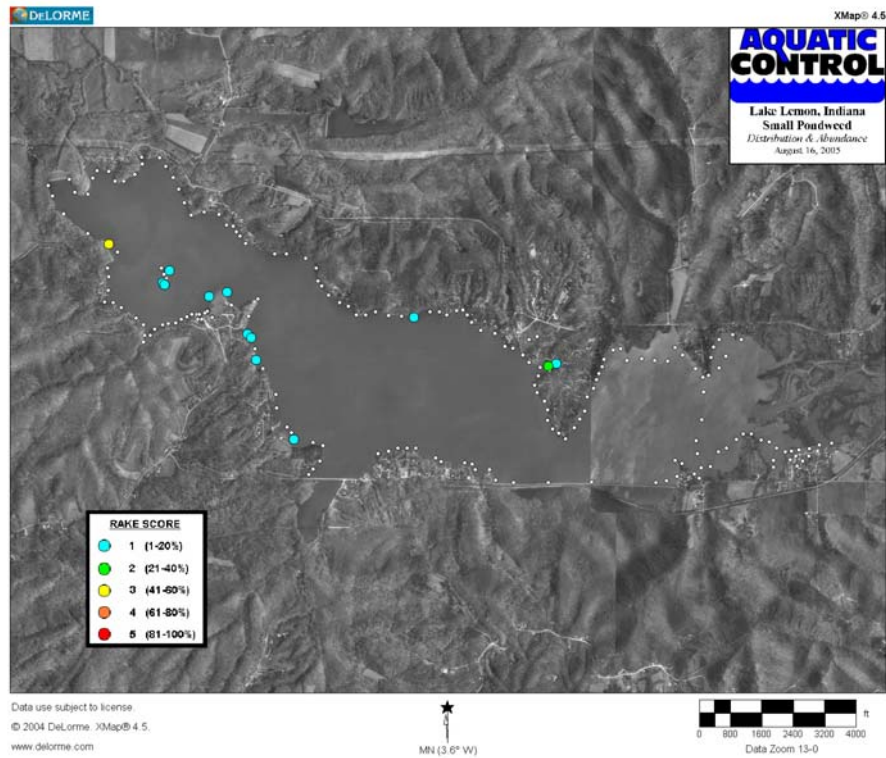 DELORME
XMap® 4.5
AQUATIC
CONTROL
Lake Lemon, Indiana
Small Pondweed
Distribution & Abundance
August 16, 2005
RAKE SCORE
1 (1-20%)
2 (21-40%)
3 (41-60%)
4 (61-80%)
5 (81-100%)
Data use subject to license.
© 2004 DeLorme. XMap® 4.5.
www.delorme.com
MN (3.6° W)
ft
0 800 1600 2400 3200 4000
Data Zoom 13-0